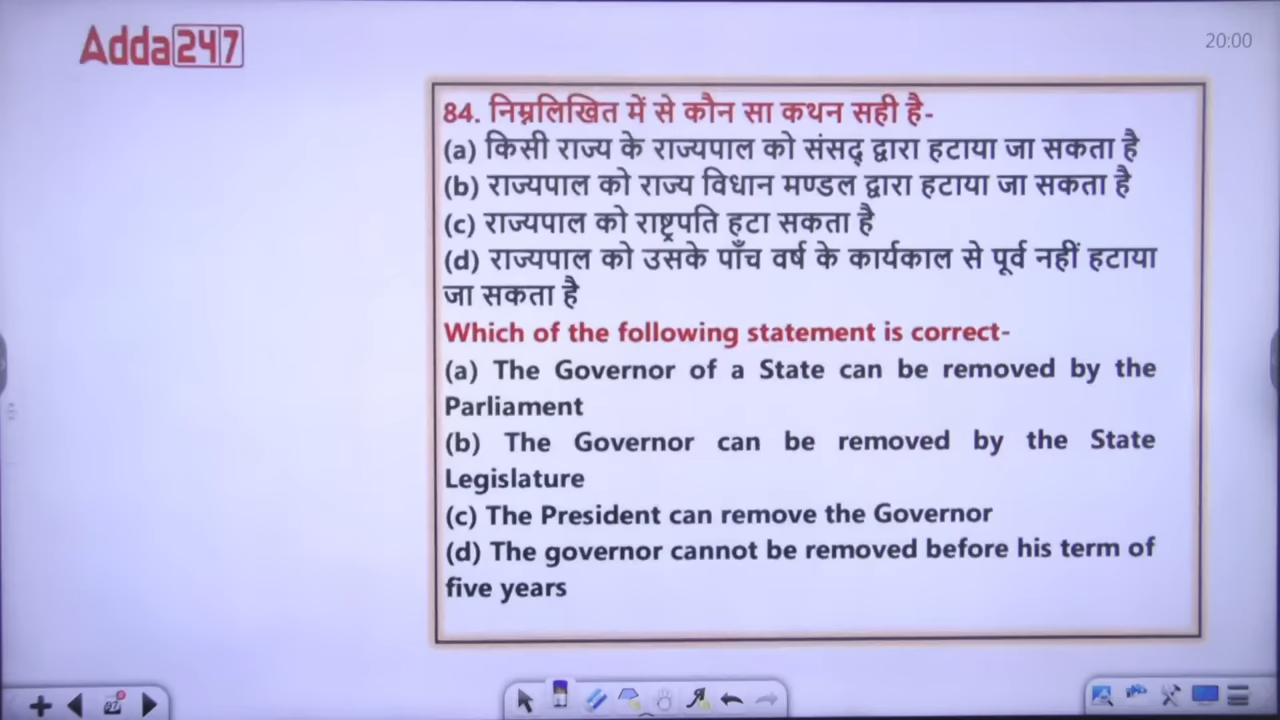 Adda247
20:00
84. निम्नलिखित में से कौन सा कथन सही है-
(a) किसी राज्य के राज्यपाल को संसद् द्वारा हटाया जा सकता है
(b) राज्यपाल को राज्य विधान मण्डल द्वारा हटाया जा सकता है
(c) राज्यपाल को राष्ट्रपति हटा सकता है
(d) राज्यपाल को उसके पाँच वर्ष के कार्यकाल से पूर्व नहीं हटाया
जा सकता है
Which of the following statement is correct-
(a) The Governor of a State can be removed by the
Parliament
(b) The Governor can be removed by the State
Legislature
(c) The President can remove the Governor
(d) The governor cannot be removed before his term of
five years